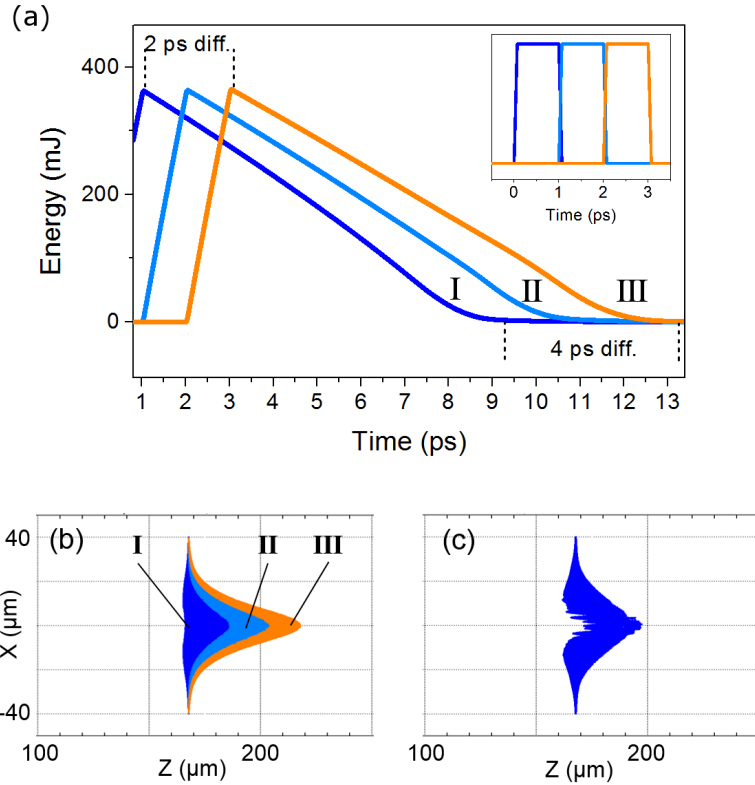 (a)
2 ps diff.
400
200
0
Energy (mJ)
I
II
III
4 ps diff.
1 2 3 4 5 6 7 8 9 10 11 12 13
Time (ps)
0 1 2 3
Time (ps)
(b)
I
II
III
40
-40
X (µm)
100 200
Z (µm)
(c)
100 200
Z (µm)